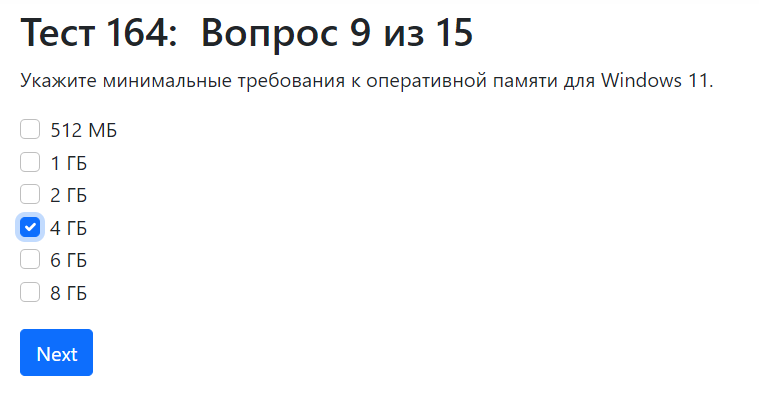 Тест 164: Вопрос 9 из 15
Укажите минимальные требования к оперативной памяти для Windows 11.
512 МБ
1 ГБ
2 ГБ
4 ГБ
6 ГБ
8 ГБ
Next